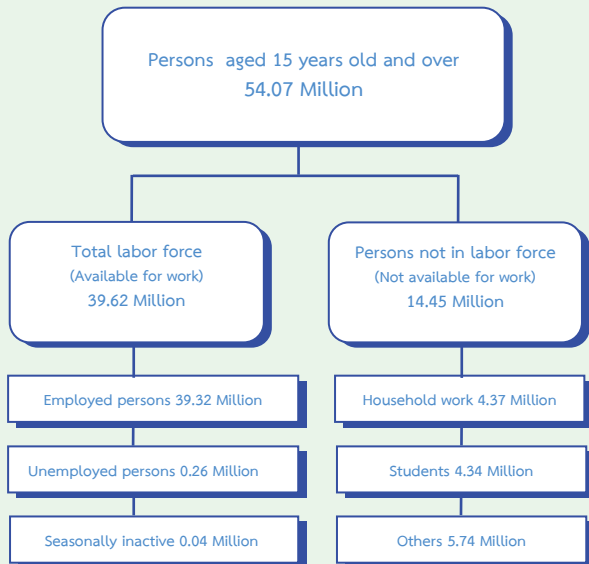 Persons aged 15 years old and over
54.07 Million
Total labor force
(Available for work)
39.62 Million
Persons not in labor force
(Not available for work)
14.45 Million
Employed persons 39.32 Million
Household work 4.37 Million
Unemployed persons 0.26 Million
Students 4.34 Million
Seasonally inactive 0.04 Million
Others 5.74 Million